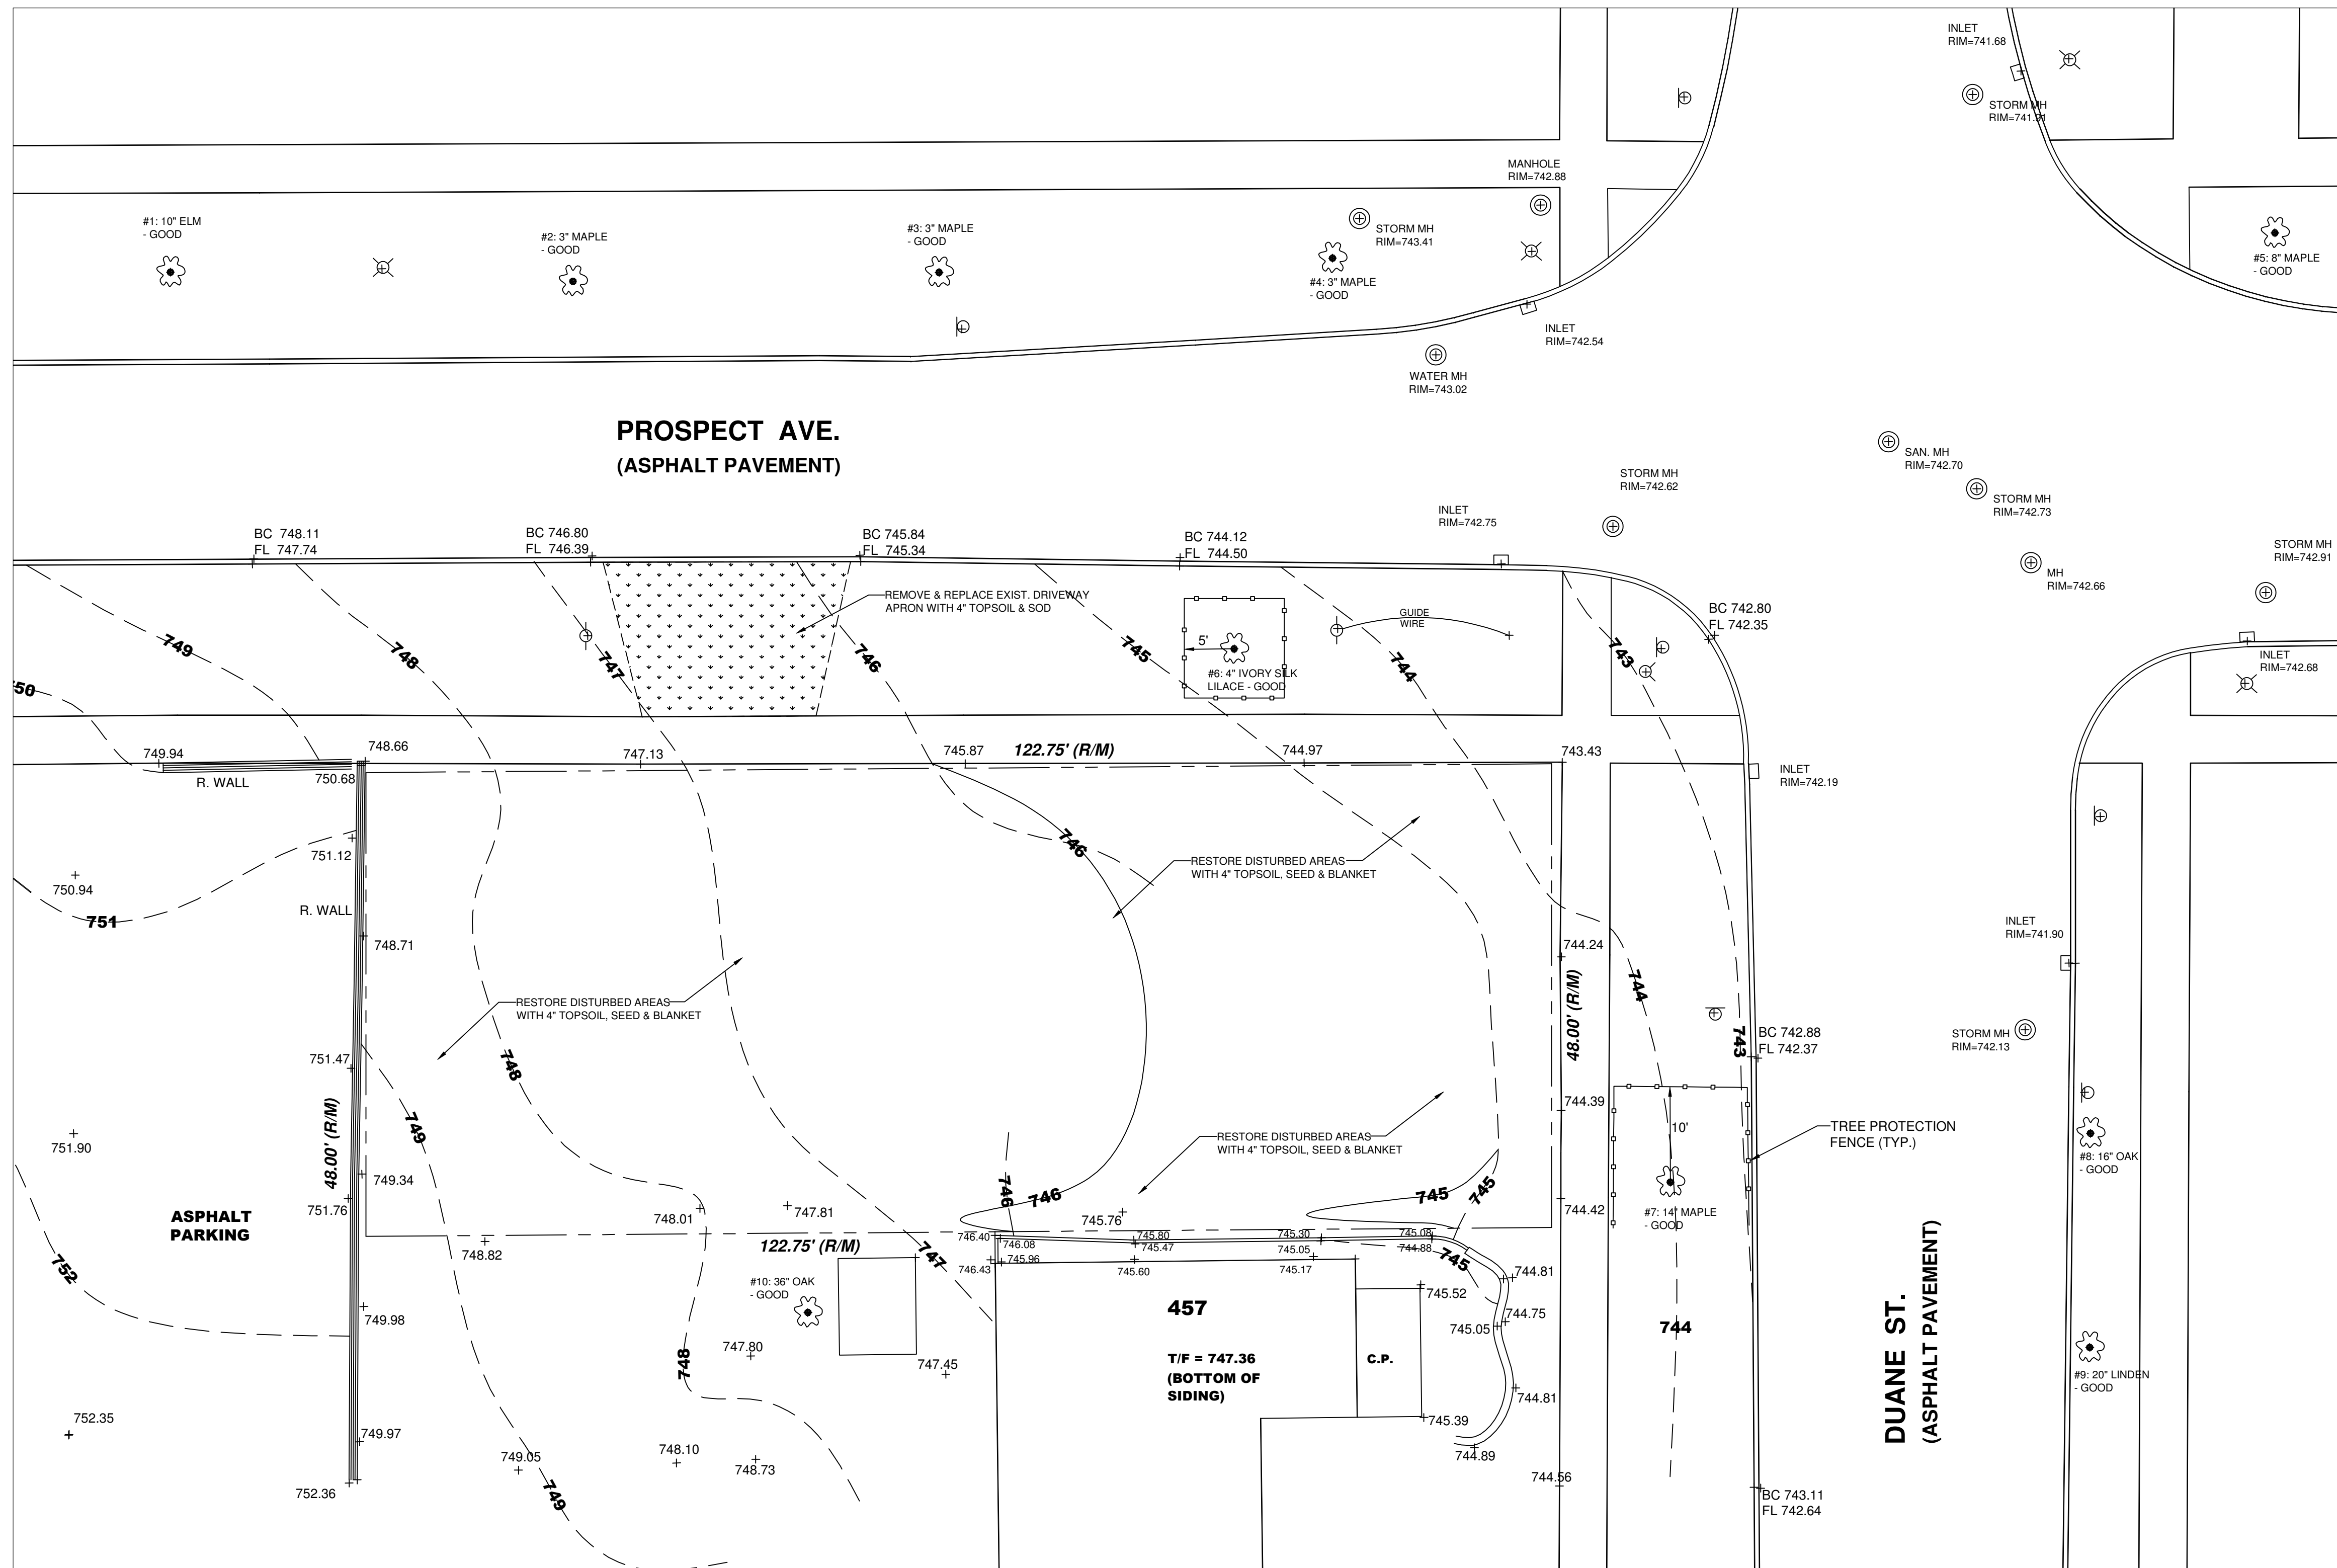 INLET
RIM=741.68
STORM MH
RIM=741.91
MANHOLE
RIM=742.88
#1: 10" ELM
- GOOD
#2: 3" MAPLE
- GOOD
#3: 3" MAPLE
- GOOD
STORM MH
RIM=743.41
#4: 3" MAPLE
- GOOD
#5: 8" MAPLE
- GOOD
INLET
RIM=742.54
WATER MH
RIM=743.02
PROSPECT AVE.
(ASPHALT PAVEMENT)
SAN. MH
RIM=742.70
STORM MH
RIM=742.62
STORM MH
RIM=742.73
INLET
RIM=742.75
BC 748.11
FL 747.74
BC 746.80
FL 746.39
BC 745.84
FL 745.34
BC 744.12
FL 744.50
STORM MH
RIM=742.91
MH
RIM=742.66
REMOVE & REPLACE EXIST. DRIVEWAY
APRON WITH 4" TOPSOIL & SOD
GUIDE
WIRE
BC 742.80
FL 742.35
5'
#6: 4" IVORY SILK
LILACE - GOOD
749
748
747
746
745
744
743
INLET
RIM=742.68
50
749.94
748.66
747.13
745.87
122.75' (R/M)
744.97
743.43
R. WALL
750.68
INLET
RIM=742.19
746
751.12
RESTORE DISTURBED AREAS
WITH 4" TOPSOIL, SEED & BLANKET
750.94
R. WALL
751
748.71
744.24
INLET
RIM=741.90
744
RESTORE DISTURBED AREAS
WITH 4" TOPSOIL, SEED & BLANKET
48.00' (R/M)
BC 742.88
FL 742.37
743
STORM MH
RIM=742.13
751.47
748
744.39
749
48.00' (R/M)
RESTORE DISTURBED AREAS
WITH 4" TOPSOIL, SEED & BLANKET
10'
TREE PROTECTION
FENCE (TYP.)
751.90
#8: 16" OAK
- GOOD
749.34
746
746
745
745
751.76
748.01
747.81
745.76
744.42
#7: 14" MAPLE
- GOOD
ASPHALT
PARKING
748.82
122.75' (R/M)
747
746.40
746.08
745.80
745.47
745.30
745.08
744.88
746.43
745.96
745.60
745.05
745.17
745
752
#10: 36" OAK
- GOOD
744.81
745.52
457
749.98
744.75
745.05
744
747.80
748
747.45
T/F = 747.36
(BOTTOM OF
SIDING)
C.P.
DUANE ST.
(ASPHALT PAVEMENT)
#9: 20" LINDEN
- GOOD
744.81
752.35
749.97
745.39
749.05
748.10
748.73
744.89
744.56
752.36
749
BC 743.11
FL 742.64